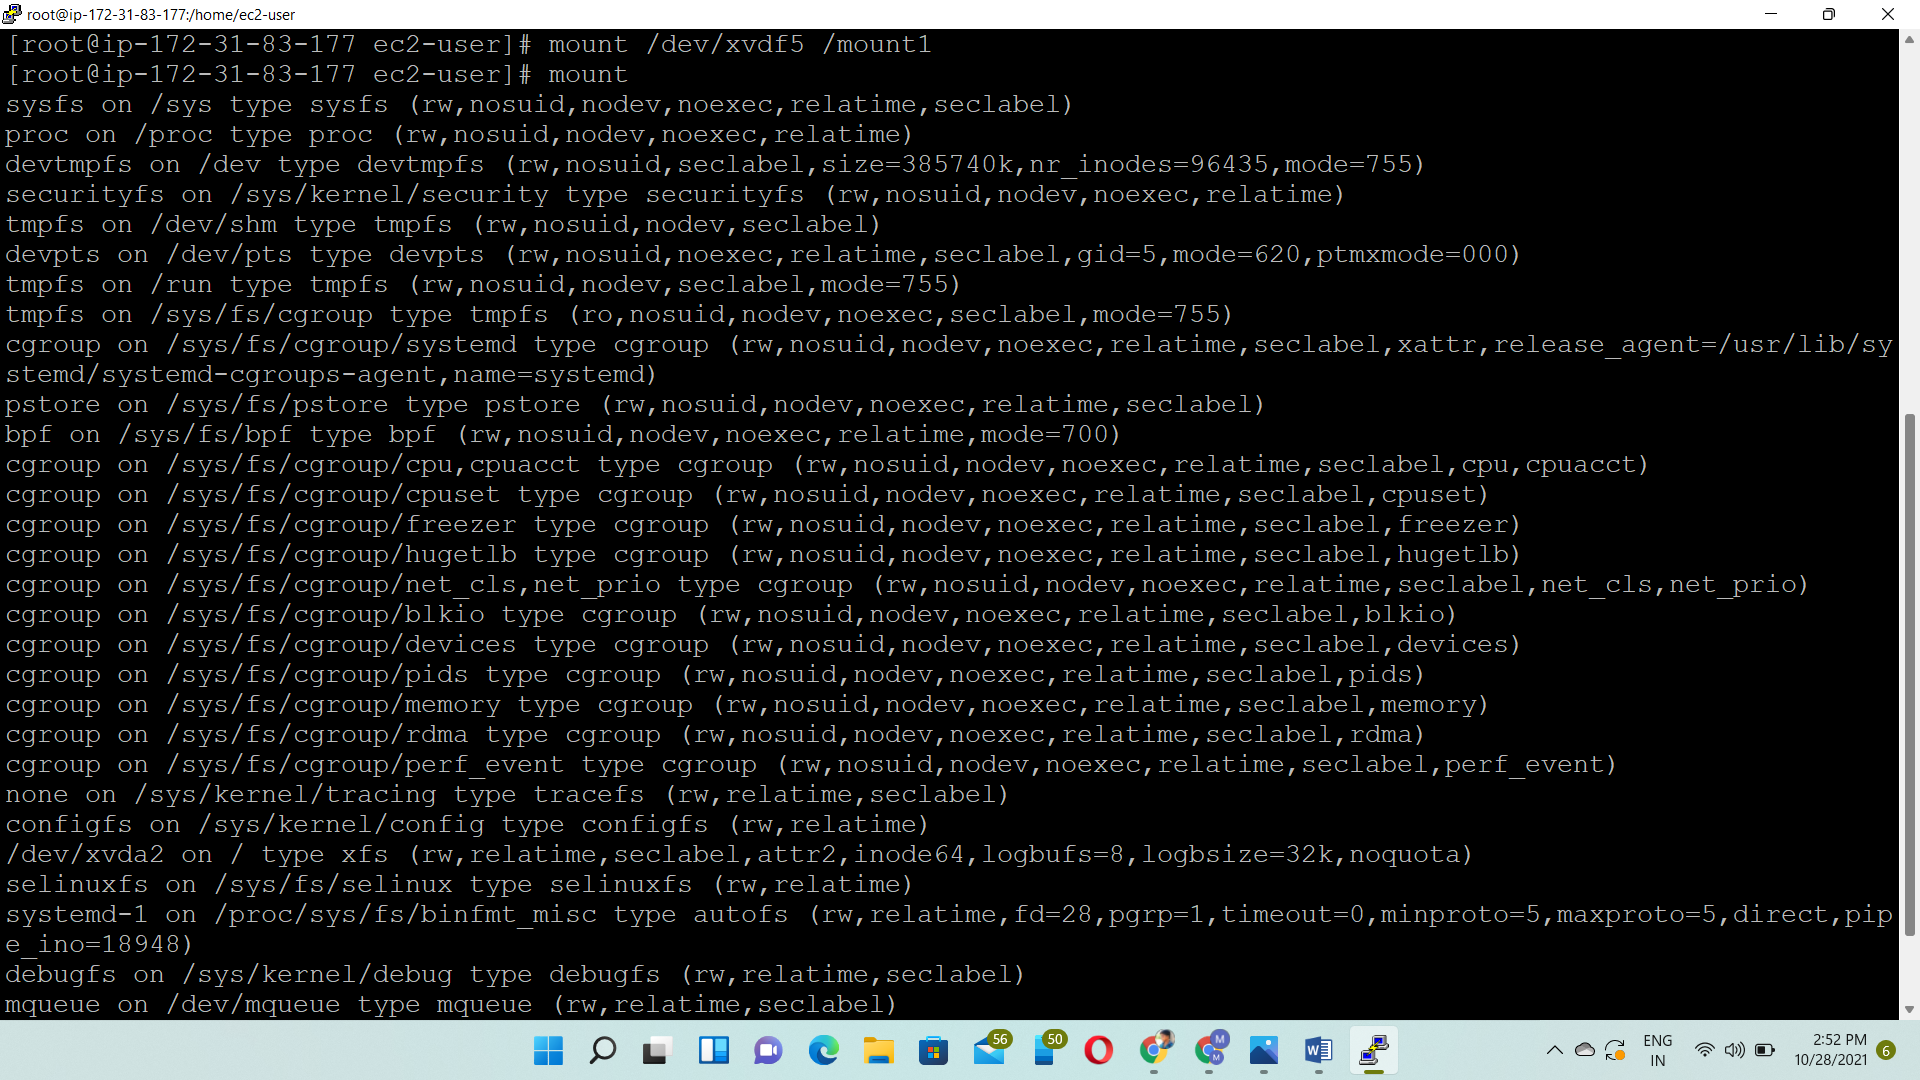 root@ip-172-31-83-177:/home/ec2-user
[root@ip-172-31-83-177 ec2-user]# mount /dev/xvdf5 /mount1
[root@ip-172-31-83-177 ec2-user]# mount
sysfs on /sys type sysfs (rw,nosuid,nodev,noexec,relatime,seclabel)
proc on /proc type proc (rw,nosuid,nodev,noexec,relatime)
devtmpfs on /dev type devtmpfs (rw,nosuid,seclabel,size=385740k,nr_inodes=96435,mode=755)
securityfs on /sys/kernel/security type securityfs (rw,nosuid,nodev,noexec,relatime)
tmpfs on /dev/shm type tmpfs (rw,nosuid,nodev,seclabel)
devpts on /dev/pts type devpts (rw,nosuid,noexec,relatime,seclabel,gid=5,mode=620,ptmxmode=000)
tmpfs on /run type tmpfs (rw,nosuid,nodev,seclabel,mode=755)
tmpfs on /sys/fs/cgroup type tmpfs (ro,nosuid,nodev,noexec,seclabel,mode=755)
cgroup on /sys/fs/cgroup/systemd type cgroup (rw,nosuid,nodev,noexec,relatime,seclabel,xattr,release_agent=/usr/lib/sy
stemd/systemd-cgroups-agent,name=systemd)
pstore on /sys/fs/pstore type pstore (rw,nosuid,nodev,noexec,relatime,seclabel)
bpf on /sys/fs/bpf type bpf (rw,nosuid,nodev,noexec,relatime,mode=700)
cgroup on /sys/fs/cgroup/cpu,cpuacct type cgroup (rw,nosuid,nodev,noexec,relatime,seclabel,cpu,cpuacct)
cgroup on /sys/fs/cgroup/cpuset type cgroup (rw,nosuid,nodev,noexec,relatime,seclabel,cpuset)
cgroup on /sys/fs/cgroup/freezer type cgroup (rw,nosuid,nodev,noexec,relatime,seclabel,freezer)
cgroup on /sys/fs/cgroup/hugetlb type cgroup (rw,nosuid,nodev,noexec,relatime,seclabel,hugetlb)
cgroup on /sys/fs/cgroup/net_cls,net_prio type cgroup (rw,nosuid,nodev,noexec,relatime,seclabel,net_cls,net_prio)
cgroup on /sys/fs/cgroup/blkio type cgroup (rw,nosuid,nodev,noexec,relatime,seclabel,blkio)
cgroup on /sys/fs/cgroup/devices type cgroup (rw,nosuid,nodev,noexec,relatime,seclabel,devices)
cgroup on /sys/fs/cgroup/pids type cgroup (rw,nosuid,nodev,noexec,relatime,seclabel,pids)
cgroup on /sys/fs/cgroup/memory type cgroup (rw,nosuid,nodev,noexec,relatime,seclabel,memory)
cgroup on /sys/fs/cgroup/rdma type cgroup (rw,nosuid,nodev,noexec,relatime,seclabel,rdma)
cgroup on /sys/fs/cgroup/perf_event type cgroup (rw,nosuid,nodev,noexec,relatime,seclabel,perf_event)
none on /sys/kernel/tracing type tracefs (rw,relatime,seclabel)
configfs on /sys/kernel/config type configfs (rw,relatime)
/dev/xvda2 on / type xfs (rw,relatime,seclabel,attr2,inode64,logbufs=8,logbsize=32k,noquota)
selinuxfs on /sys/fs/selinux type selinuxfs (rw,relatime)
systemd-1 on /proc/sys/fs/binfmt_misc type autofs (rw,relatime,fd=28,pgrp=1,timeout=0,minproto=5,maxproto=5,direct,pip
e_ino=18948)
debugfs on /sys/kernel/debug type debugfs (rw,relatime,seclabel)
mqueue on /dev/mqueue type mqueue (rw,relatime,seclabel)
56
50
M
M
W
ENG
IN
2:52 PM
10/28/2021
6